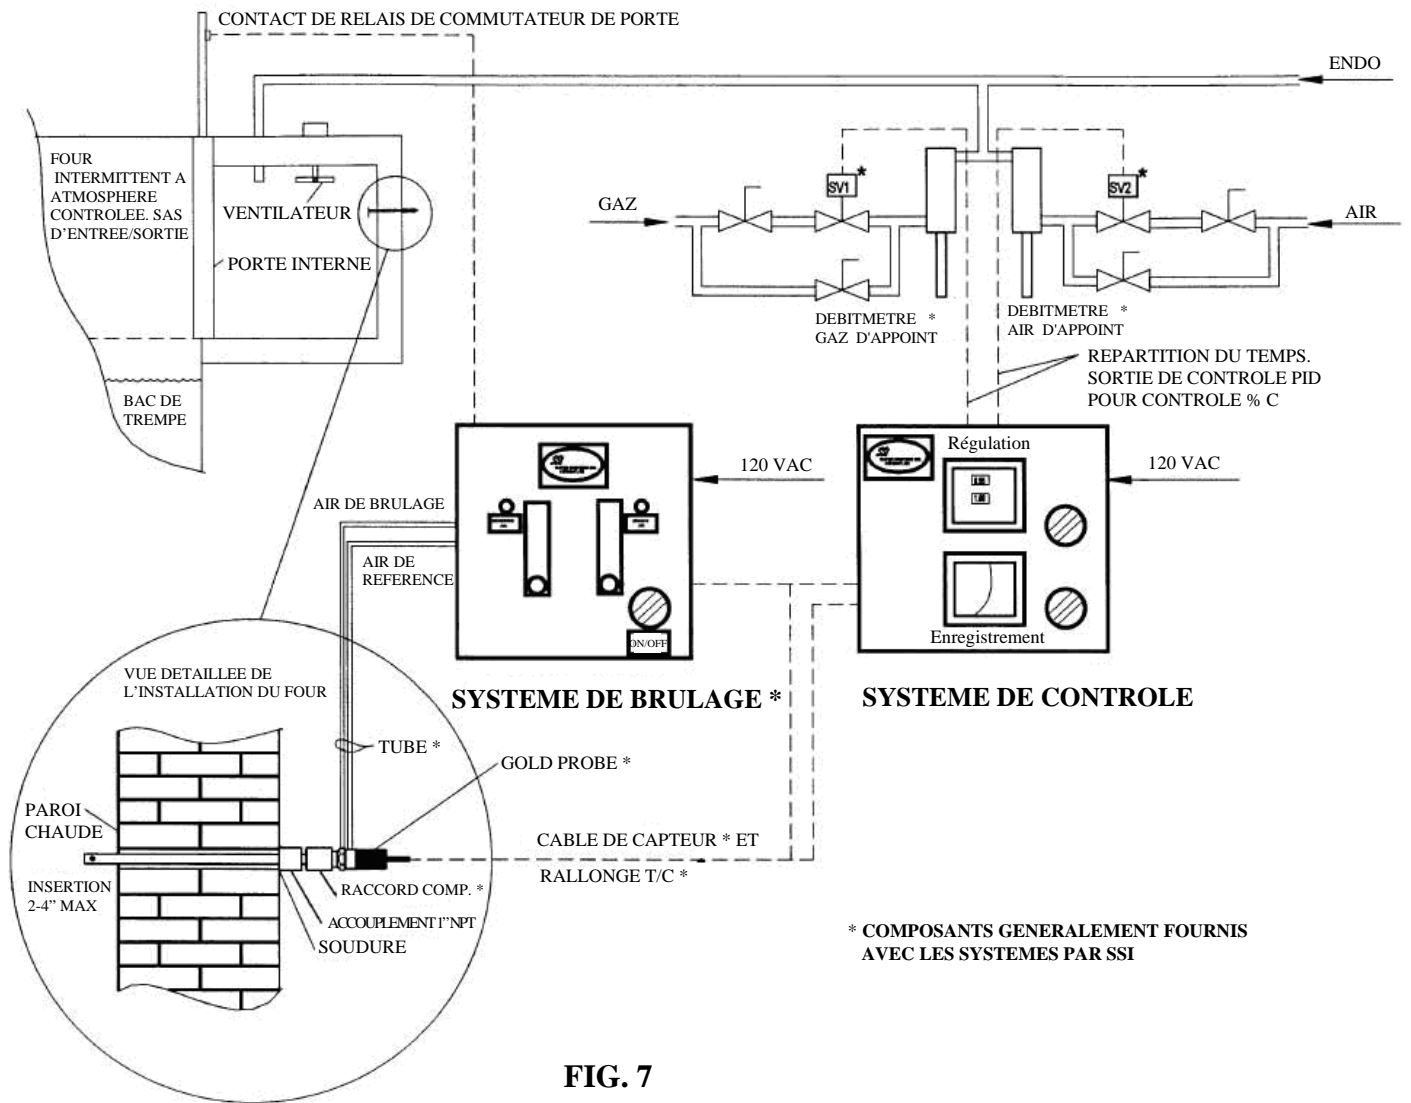 CONTACT DE RELAIS DE COMMUTATEUR DE PORTE
ENDO
FOUR
INTERMITTENT A
ATMOSPHERE
CONTROLEE. SAS
D'ENTREE/SORTIE
VENTILATEUR
PORTE INTERNE
GAZ
SV1 *
SV2 *
AIR
DEBITMETRE *
GAZ D'APPOINT
DEBITMETRE *
AIR D'APPOINT
REPARTITION DU TEMPS.
SORTIE DE CONTROLE PID
POUR CONTROLE % C
BAC DE
TREMPE
120 VAC
Régulation
120 VAC
AIR DE BRULAGE
AIR DE
REFERENCE
ON/OFF
Enregistrement
SYSTEME DE BRULAGE *
SYSTEME DE CONTROLE
VUE DETAILLEE DE
L'INSTALLATION DU FOUR
TUBE *
GOLD PROBE *
PAROI
CHAUDE
CABLE DE CAPTEUR * ET
RALLONGE T/C *
INSERTION
2-4” MAX
RACCORD COMP. *
ACCOUPLEMENT 1”NPT
SOUDURE
* COMPOSANTS GENERALEMENT FOURNIS
AVEC LES SYSTEMES PAR SSI
FIG. 7